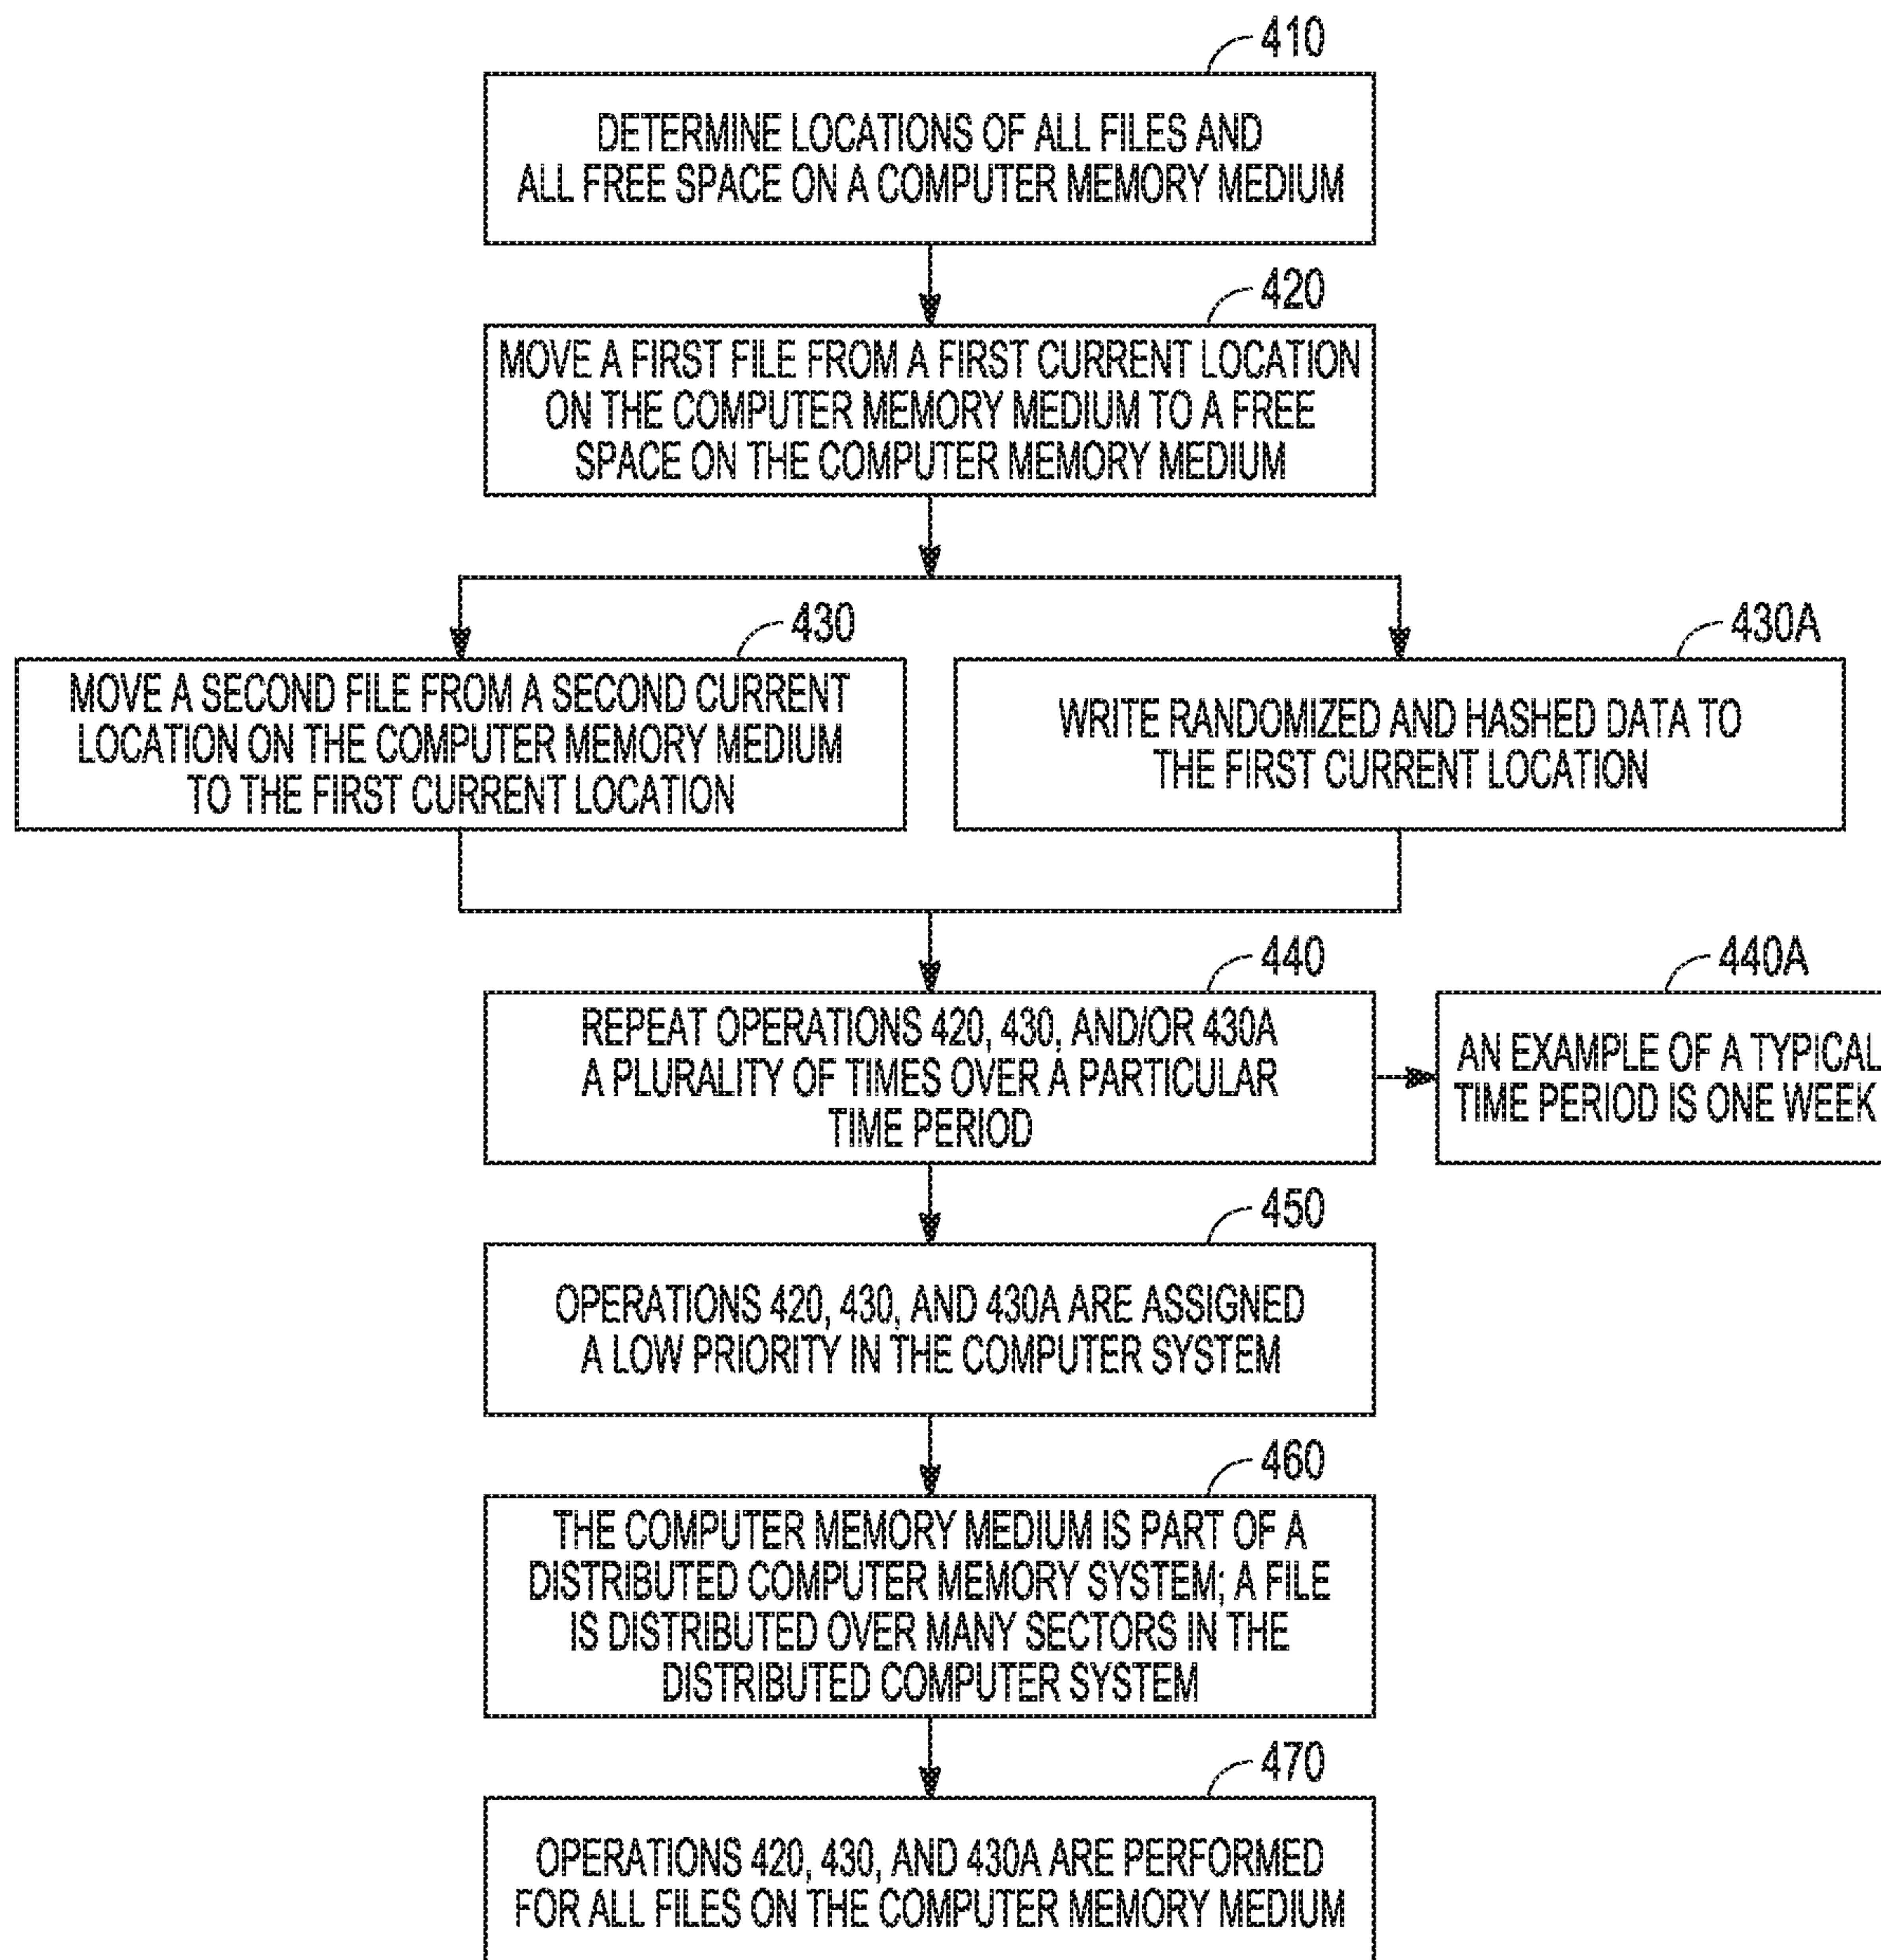 410
DETERMINE LOCATIONS OF ALL FILES AND
ALL FREE SPACE ON A COMPUTER MEMORY MEDIUM
420
MOVE A FIRST FILE FROM A FIRST CURRENT LOCATION
ON THE COMPUTER MEMORY MEDIUM TO A FREE
SPACE ON THE COMPUTER MEMORY MEDIUM
430
MOVE A SECOND FILE FROM A SECOND CURRENT
LOCATION ON THE COMPUTER MEMORY MEDIUM
TO THE FIRST CURRENT LOCATION
430A
WRITE RANDOMIZED AND HASHED DATA TO
THE FIRST CURRENT LOCATION
440
REPEAT OPERATIONS 420, 430, AND/OR 430A
A PLURALITY OF TIMES OVER A PARTICULAR
TIME PERIOD
440A
AN EXAMPLE OF A TYPICAL
TIME PERIOD IS ONE WEEK
450
OPERATIONS 420, 430, AND 430A ARE ASSIGNED
A LOW PRIORITY IN THE COMPUTER SYSTEM
460
THE COMPUTER MEMORY MEDIUM IS PART OF A
DISTRIBUTED COMPUTER MEMORY SYSTEM; A FILE
IS DISTRIBUTED OVER MANY SECTORS IN THE
DISTRIBUTED COMPUTER SYSTEM
470
OPERATIONS 420, 430, AND 430A ARE PERFORMED
FOR ALL FILES ON THE COMPUTER MEMORY MEDIUM